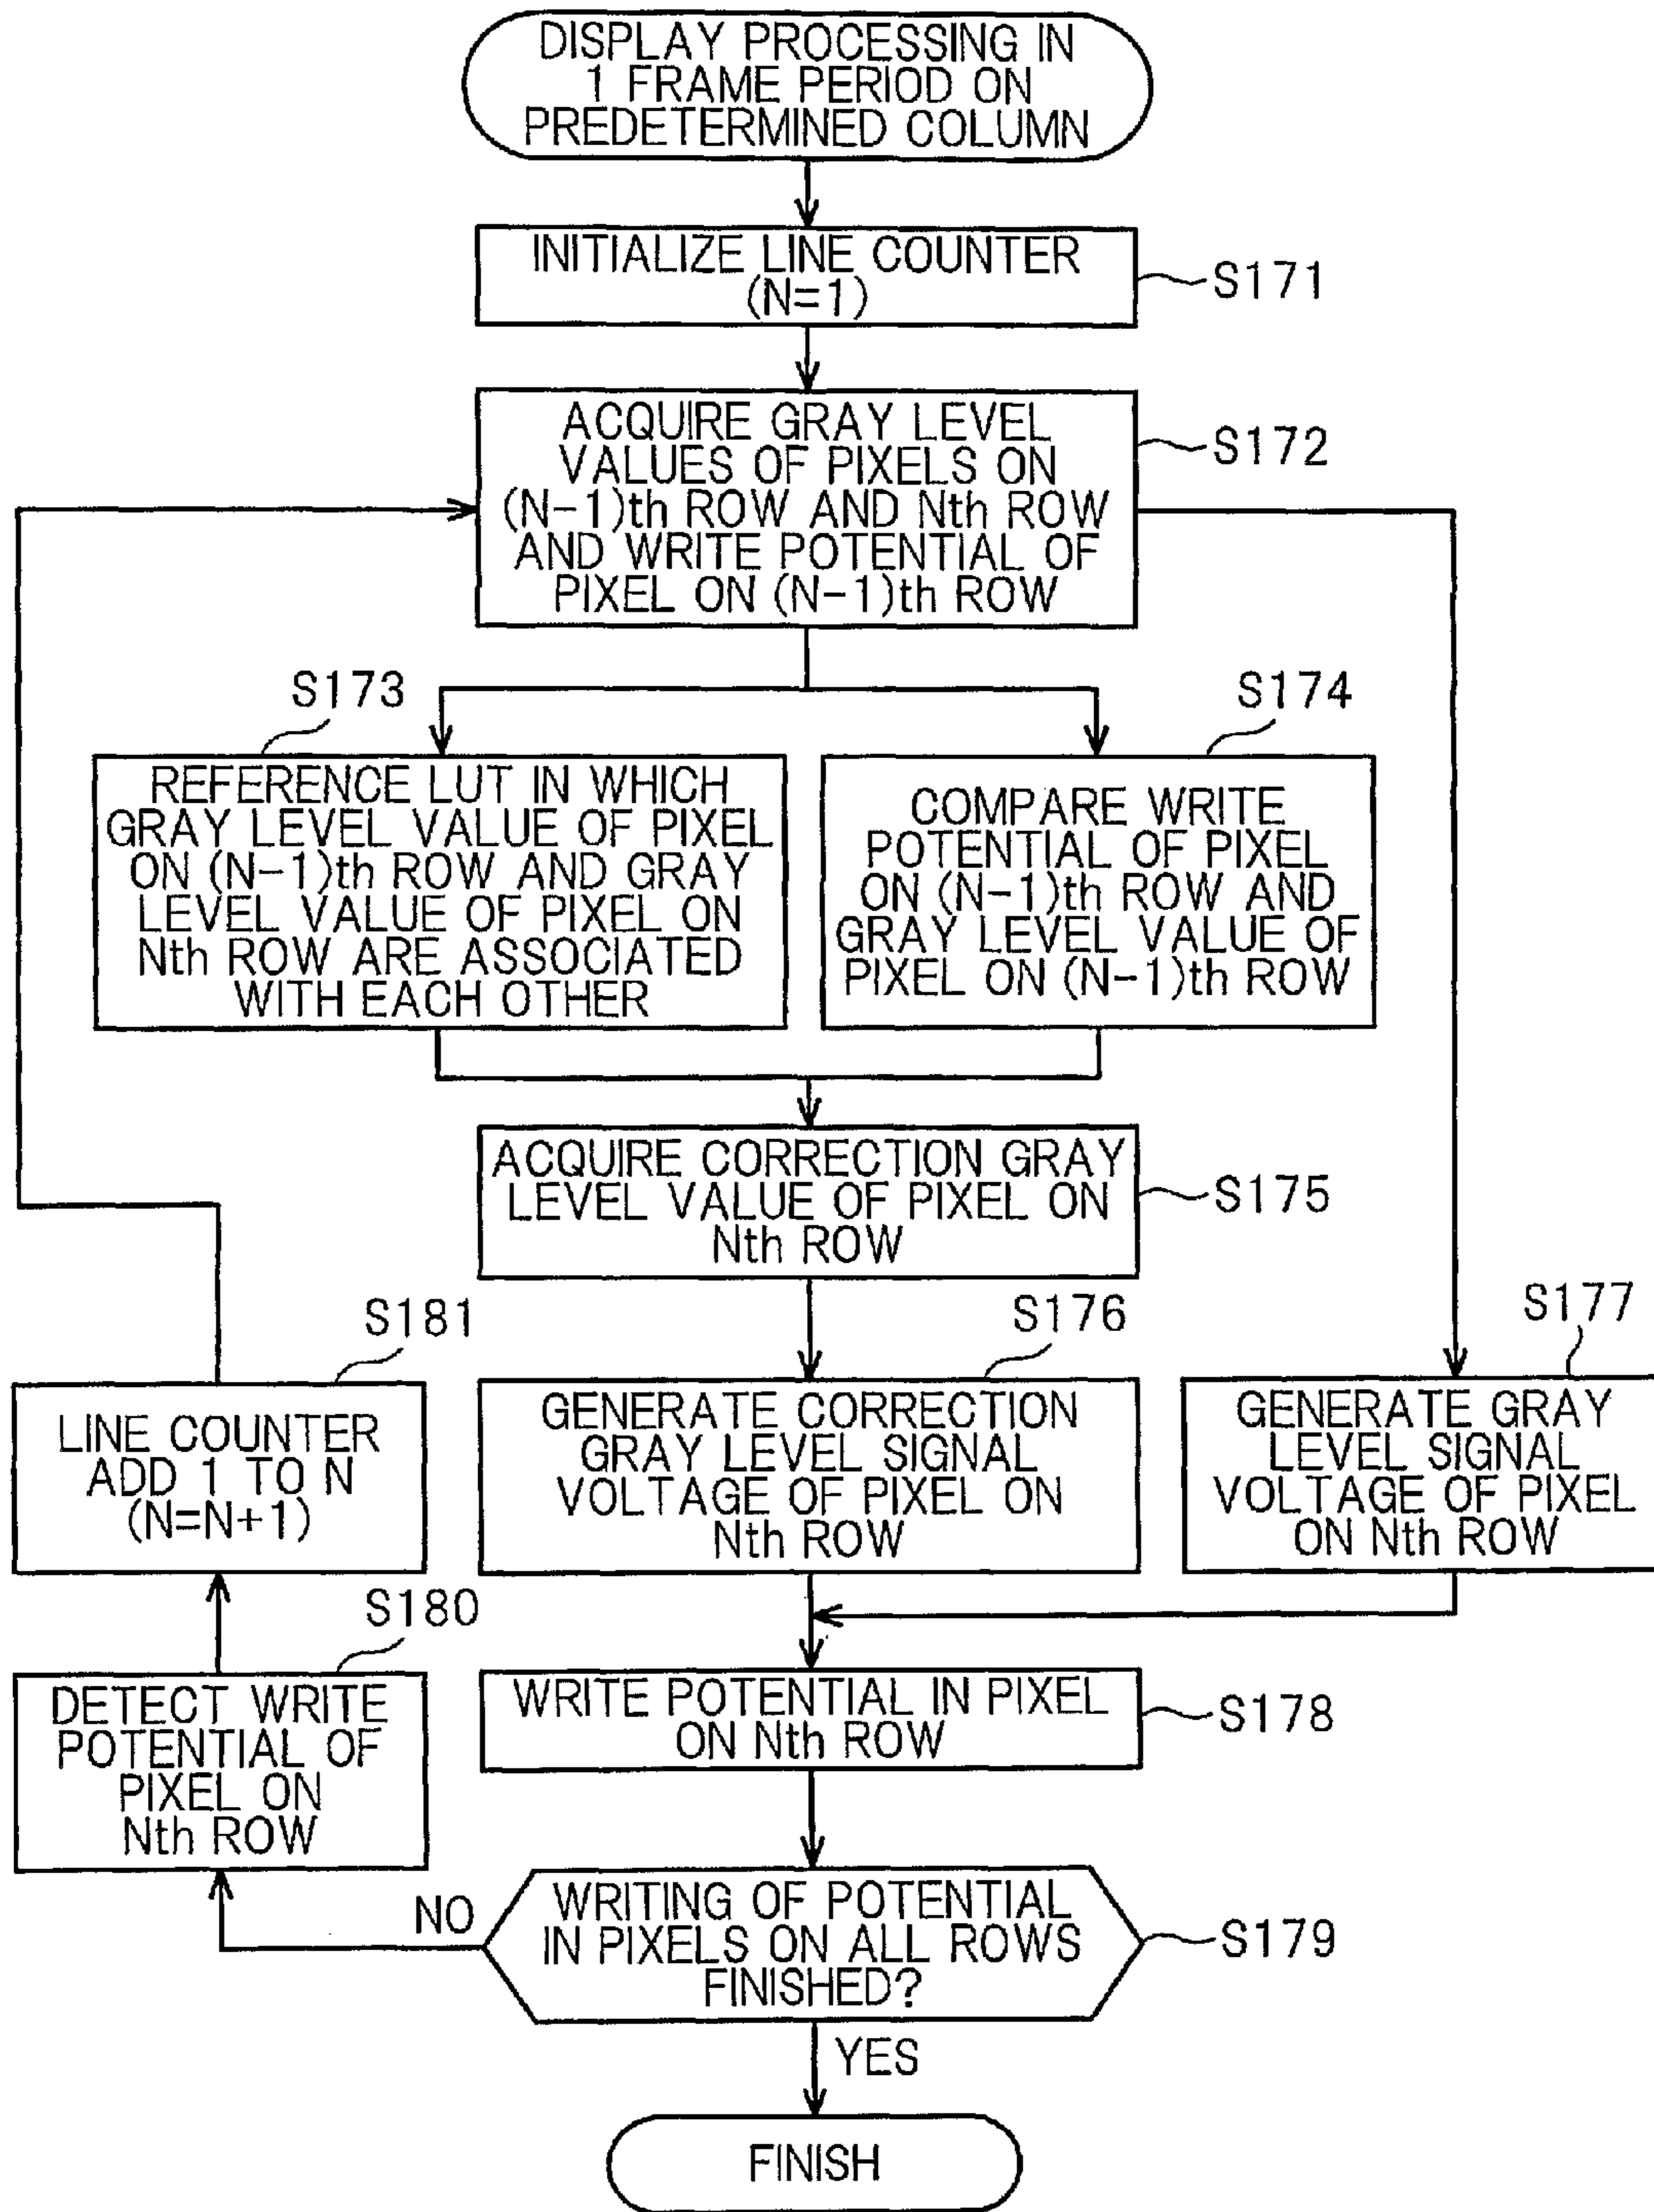 DISPLAY PROCESSING IN
1 FRAME PERIOD ON
PREDETERMINED COLUMN
INITIALIZE LINE COUNTER
(N=1)
S171
ACQUIRE GRAY LEVEL
VALUES OF PIXELS ON
(N-1)th ROW AND Nth ROW
AND WRITE POTENTIAL OF
PIXEL ON (N-1)th ROW
S172
S173
REFERENCE LUT IN WHICH
GRAY LEVEL VALUE OF PIXEL
ON (N-1)th ROW AND GRAY
LEVEL VALUE OF PIXEL ON
Nth ROW ARE ASSOCIATED
WITH EACH OTHER
S174
COMPARE WRITE
POTENTIAL OF PIXEL
ON (N-1)th ROW AND
GRAY LEVEL VALUE OF
PIXEL ON (N-1)th ROW
ACQUIRE CORRECTION GRAY
LEVEL VALUE OF PIXEL ON
Nth ROW
S175
S176
GENERATE CORRECTION
GRAY LEVEL SIGNAL
VOLTAGE OF PIXEL ON
Nth ROW
S177
GENERATE GRAY
LEVEL SIGNAL
VOLTAGE OF PIXEL
ON Nth ROW
WRITE POTENTIAL IN PIXEL
ON Nth ROW
S178
WRITING OF POTENTIAL
IN PIXELS ON ALL ROWS
FINISHED?
S179
NO
S180
DETECT WRITE
POTENTIAL OF
PIXEL ON
Nth ROW
S181
LINE COUNTER
ADD 1 TO N
(N=N+1)
YES
FINISH